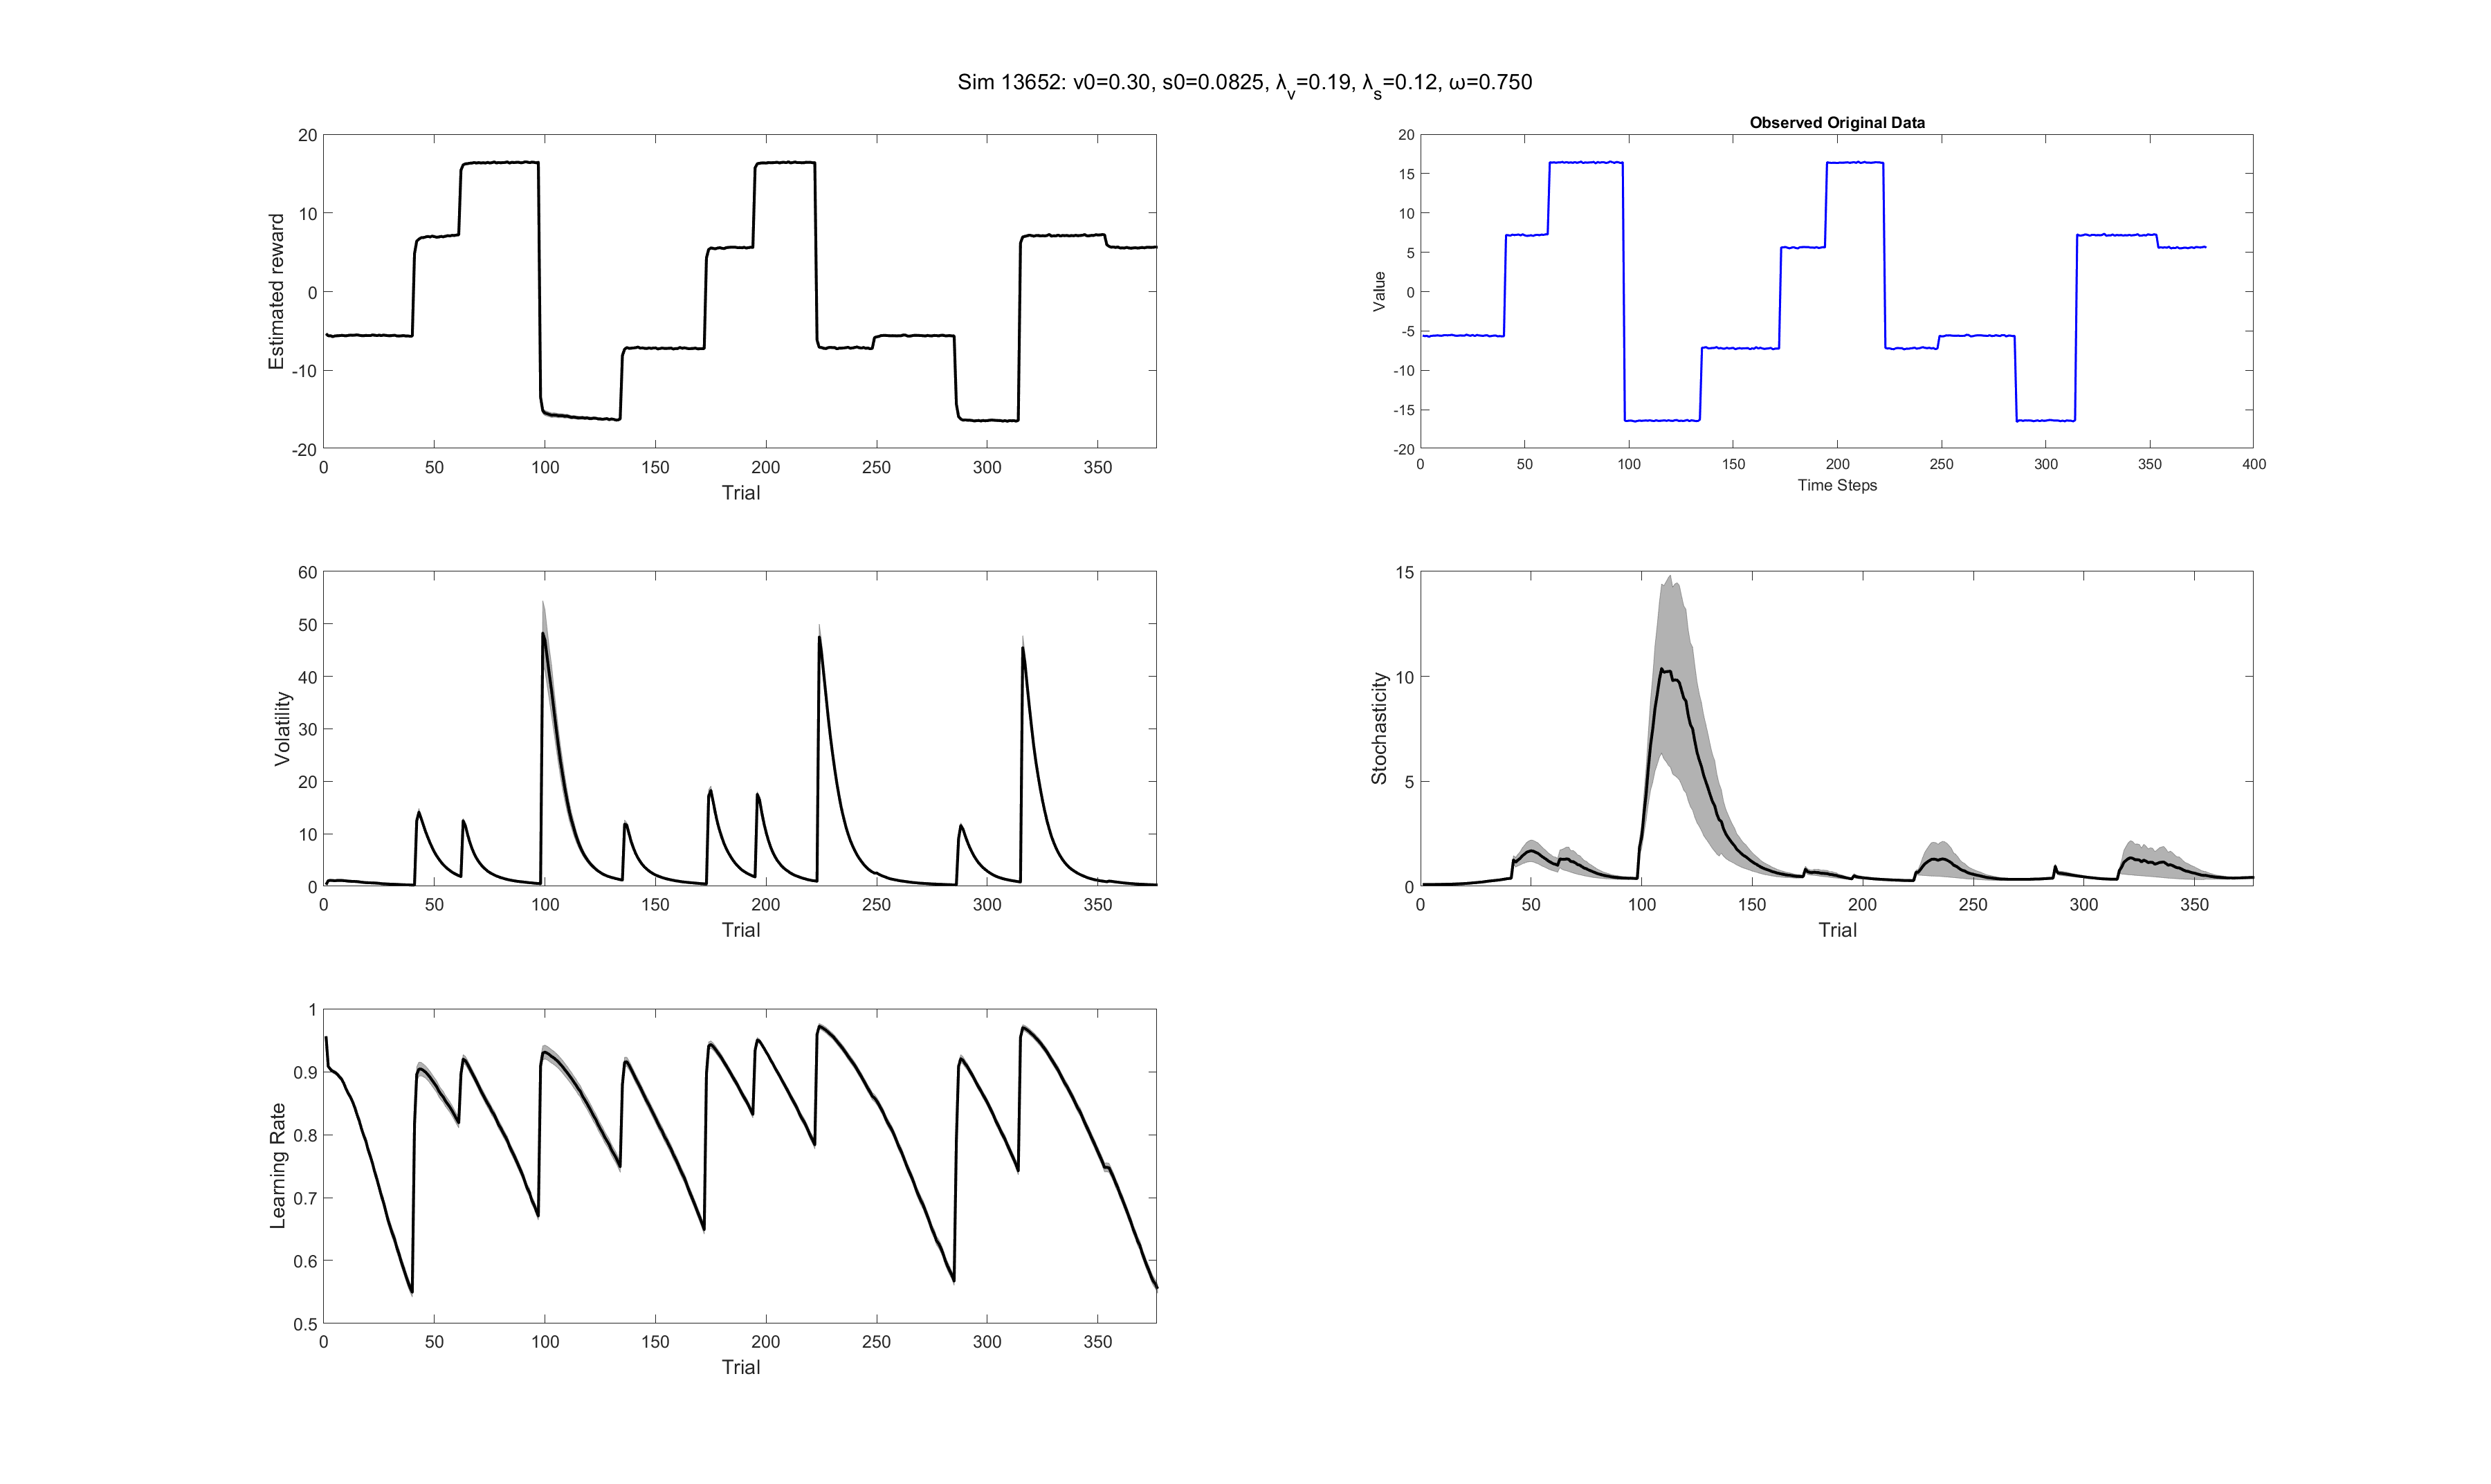 Sim 13652: v0=0.30, s0=0.0825, λ_v=0.19, λ_s=0.12, ω=0.750
Estimated reward
20
10
0
-10
-20
0 50 100 150 200 250 300 350
Trial
Observed Original Data
Value
20
15
10
5
0
-5
-10
-15
-20
0 50 100 150 200 250 300 350 400
Time Steps
Volatility
60
50
40
30
20
10
0
0 50 100 150 200 250 300 350
Trial
Stochasticity
15
10
5
0
0 50 100 150 200 250 300 350
Trial
Learning Rate
1
0.9
0.8
0.7
0.6
0.5
0 50 100 150 200 250 300 350
Trial